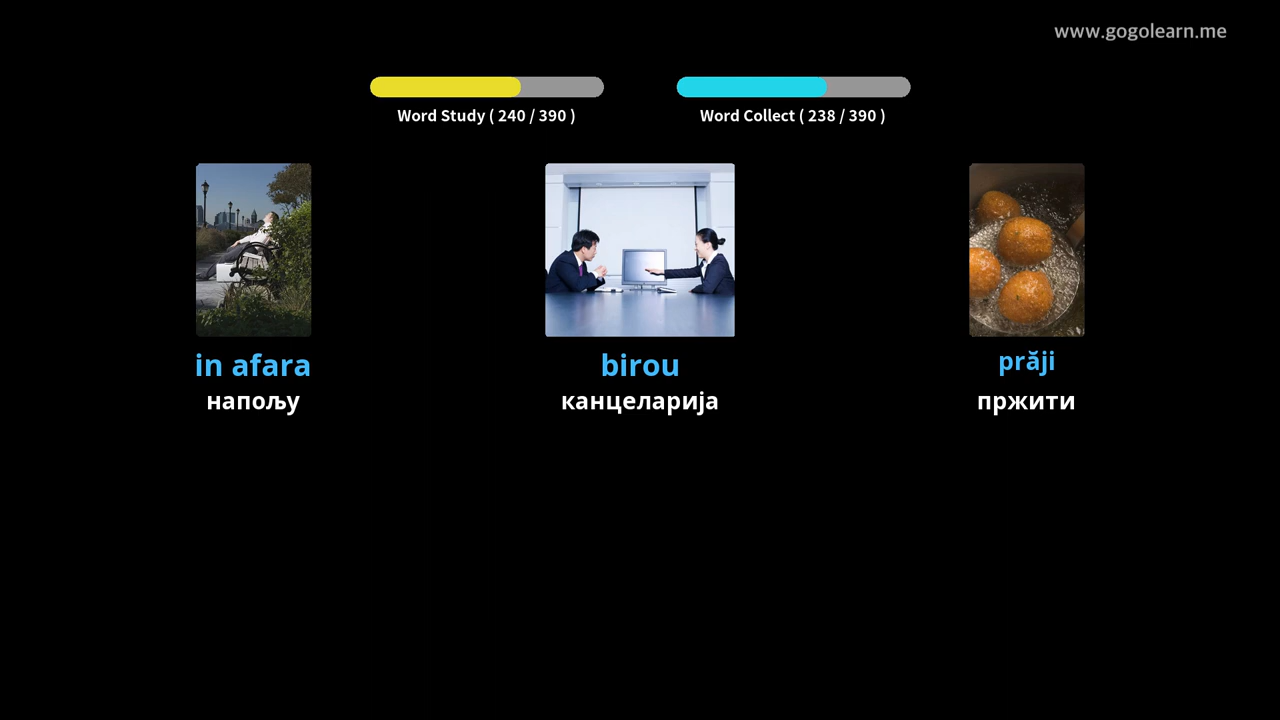 www.gogolearn.me
Word Study ( 240 / 390 )
Word Collect ( 238 / 390 )
in afara
напољу
birou
канцеларија
prăji
пржити